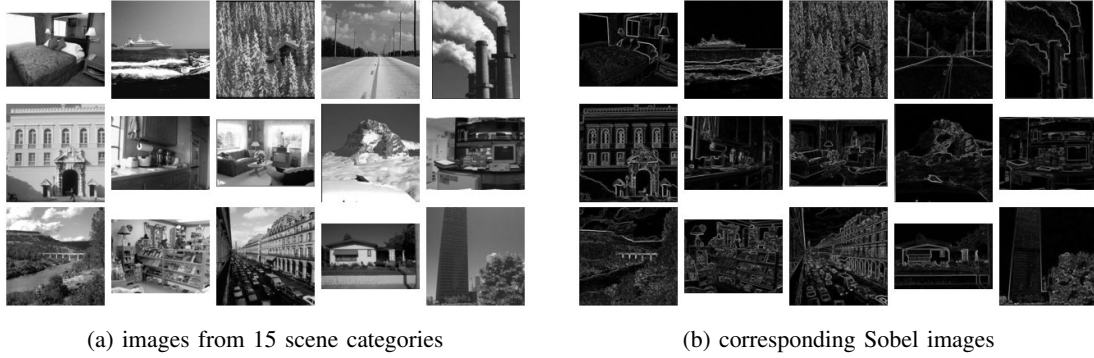 (a) images from 15 scene categories
(b) corresponding Sobel images